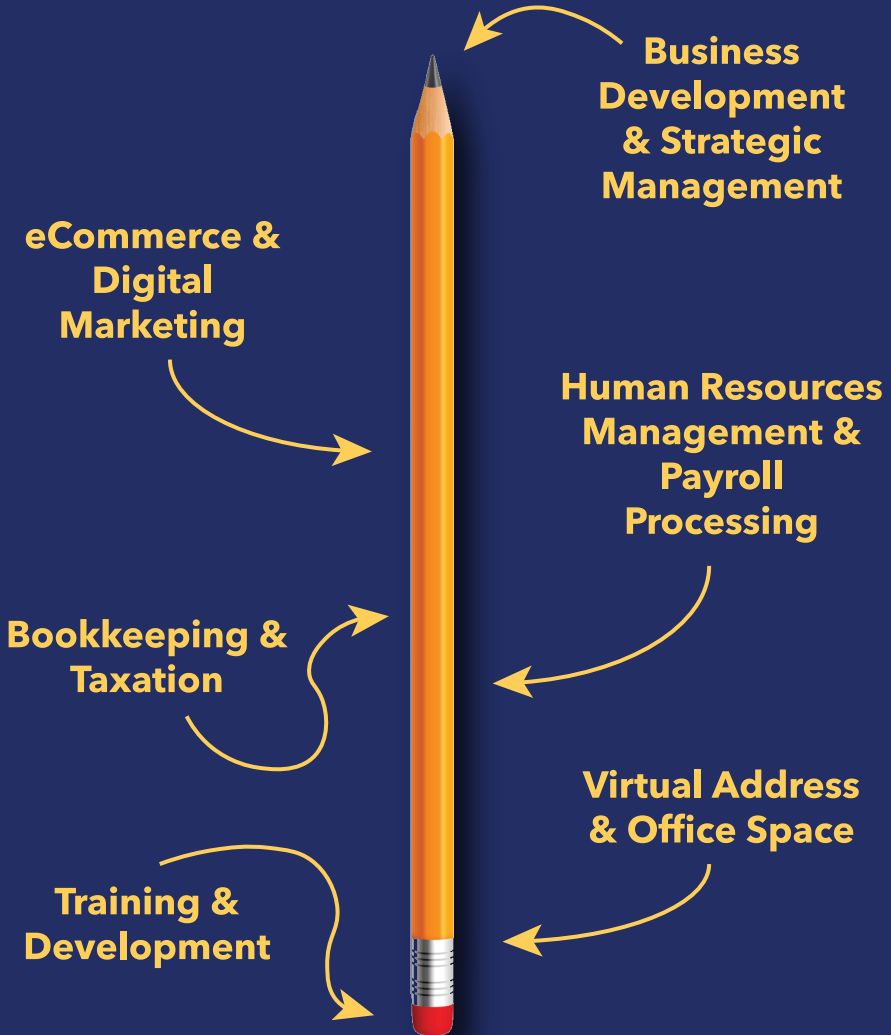 Business
Development
& Strategic
Management
eCommerce &
Digital
Marketing
Human Resources
Management &
Payroll
Processing
Bookkeeping &
Taxation
Virtual Address
& Office Space
Training &
Development